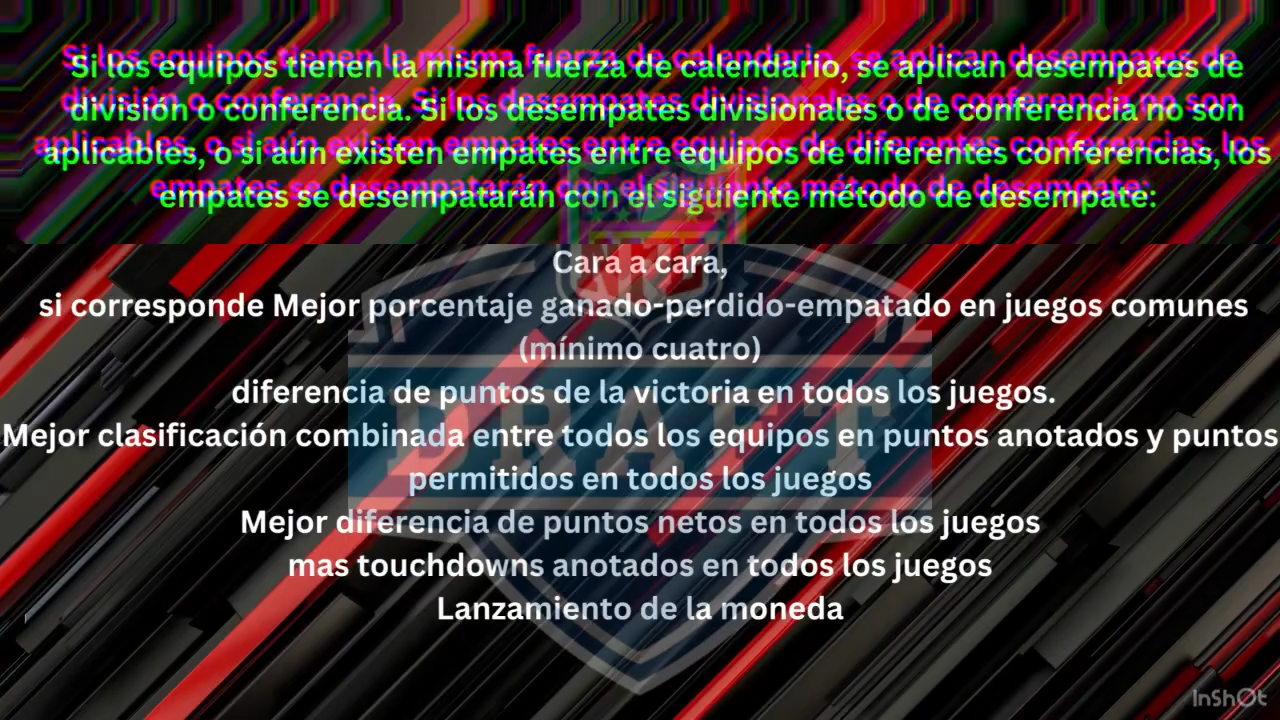 Si los equipos tienen la misma fuerza de calendario, se aplican desempates de
división o conferencia. Si los desempates divisionales o de conferencia no son
aplicables, o si aún existen empates entre equipos de diferentes conferencias, los
empates se desempatarán con el siguiente método de desempate:
Cara a cara,
si corresponde Mejor porcentaje ganado-perdido-empatado en juegos comunes
(mínimo cuatro)
diferencia de puntos de la victoria en todos los juegos.
Mejor clasificación combinada entre todos los equipos en puntos anotados y puntos
permitidos en todos los juegos
Mejor diferencia de puntos netos en todos los juegos
mas touchdowns anotados en todos los juegos
Lanzamiento de la moneda
DRAFT
InShOt